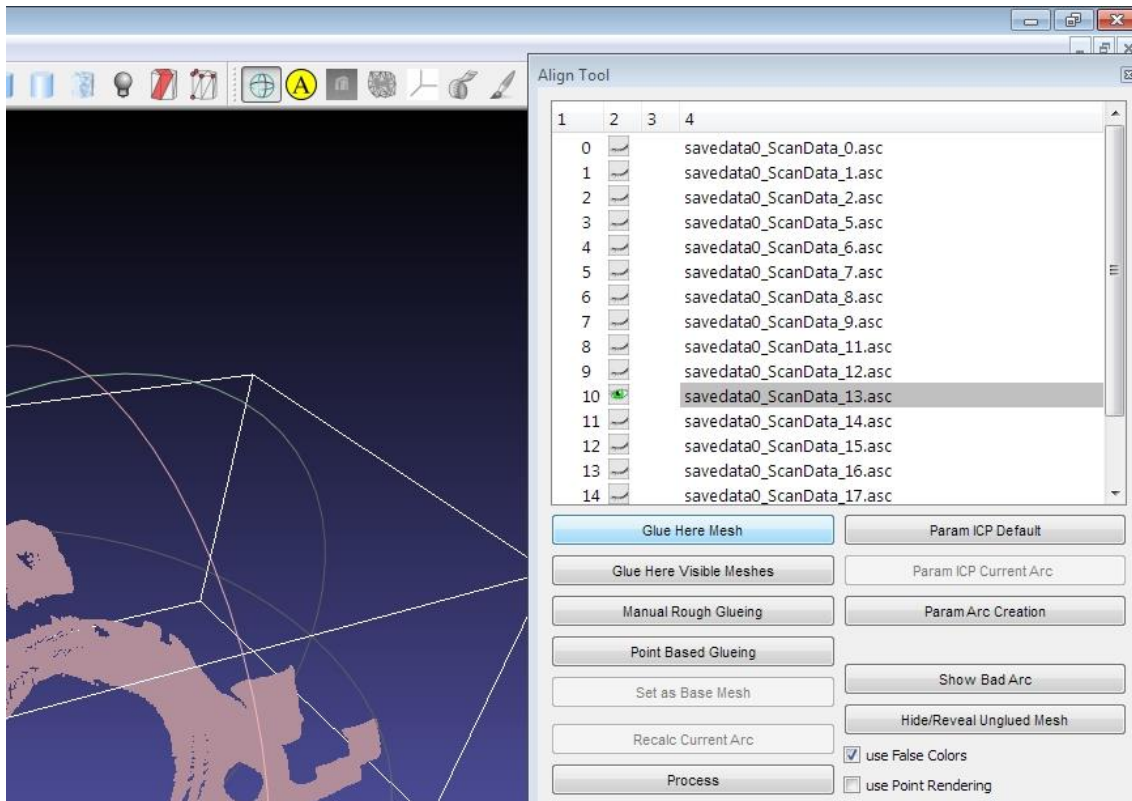 A
Align Tool
1 2 3 4
0 savedata0_ScanData_0.asc
1 savedata0_ScanData_1.asc
2 savedata0_ScanData_2.asc
3 savedata0_ScanData_5.asc
4 savedata0_ScanData_6.asc
5 savedata0_ScanData_7.asc
6 savedata0_ScanData_8.asc
7 savedata0_ScanData_9.asc
8 savedata0_ScanData_11.asc
9 savedata0_ScanData_12.asc
10 savedata0_ScanData_13.asc
11 savedata0_ScanData_14.asc
12 savedata0_ScanData_15.asc
13 savedata0_ScanData_16.asc
14 savedata0_ScanData_17.asc
Glue Here Mesh Param ICP Default
Glue Here Visible Meshes Param ICP Current Arc
Manual Rough Glueing Param Arc Creation
Point Based Glueing
Show Bad Arc
Set as Base Mesh
Hide/Reveal Unglued Mesh
Recalc Current Arc
use False Colors
Process
use Point Rendering